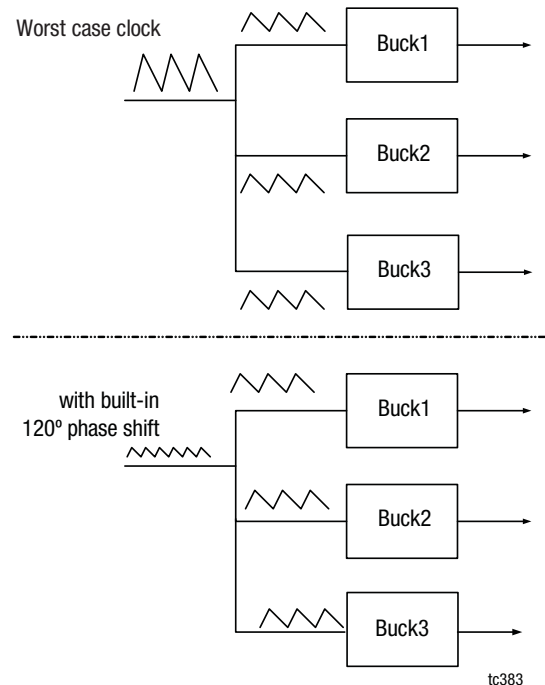 Worst case clock
Buck1
Buck2
Buck3
with built-in
120º phase shift
Buck1
Buck2
Buck3
tc383